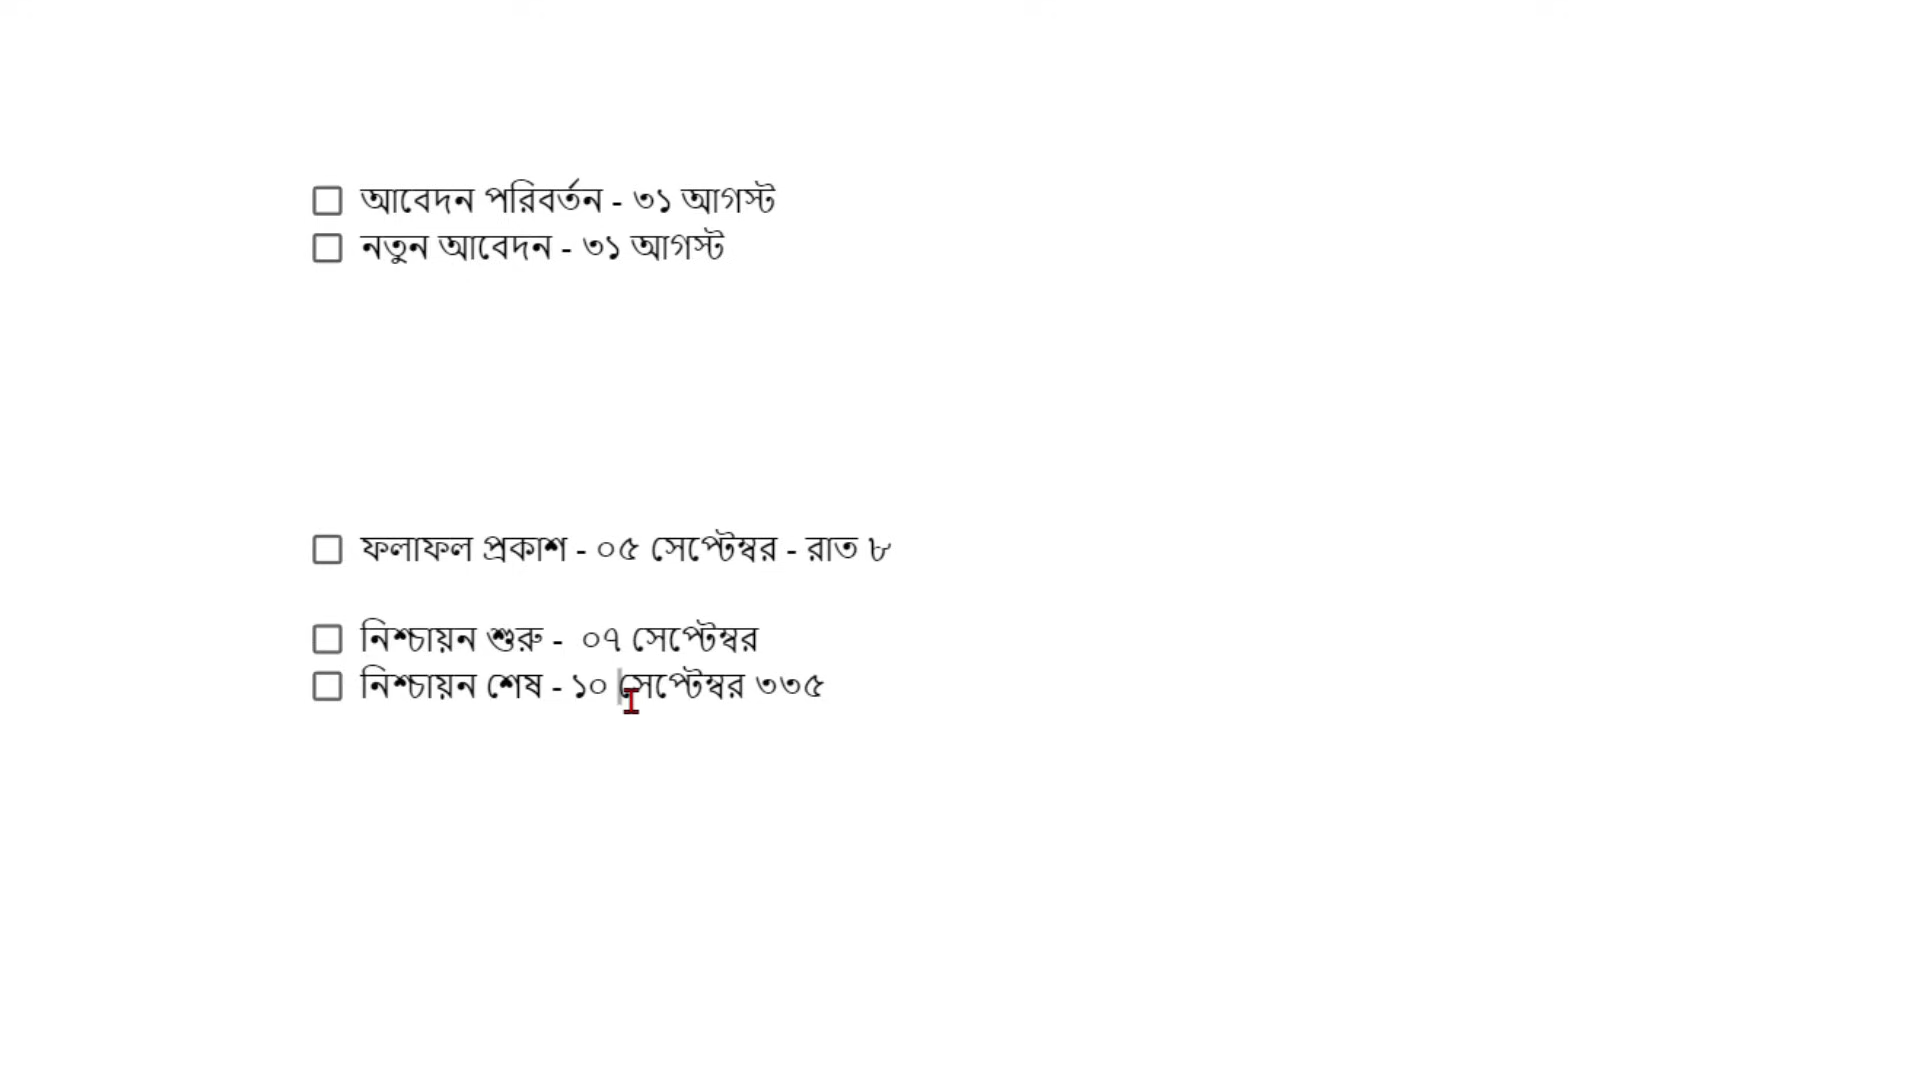 আবেদন পরিবর্তন - ৩১ আগস্ট
নতুন আবেদন - ৩১ আগস্ট
ফলাফল প্রকাশ - ০৫ সেপ্টেম্বর - রাত ৮
নিশ্চায়ন শুরু - ০৭ সেপ্টেম্বর
নিশ্চায়ন শেষ - ১০ সেপ্টেম্বর ৩৩৫